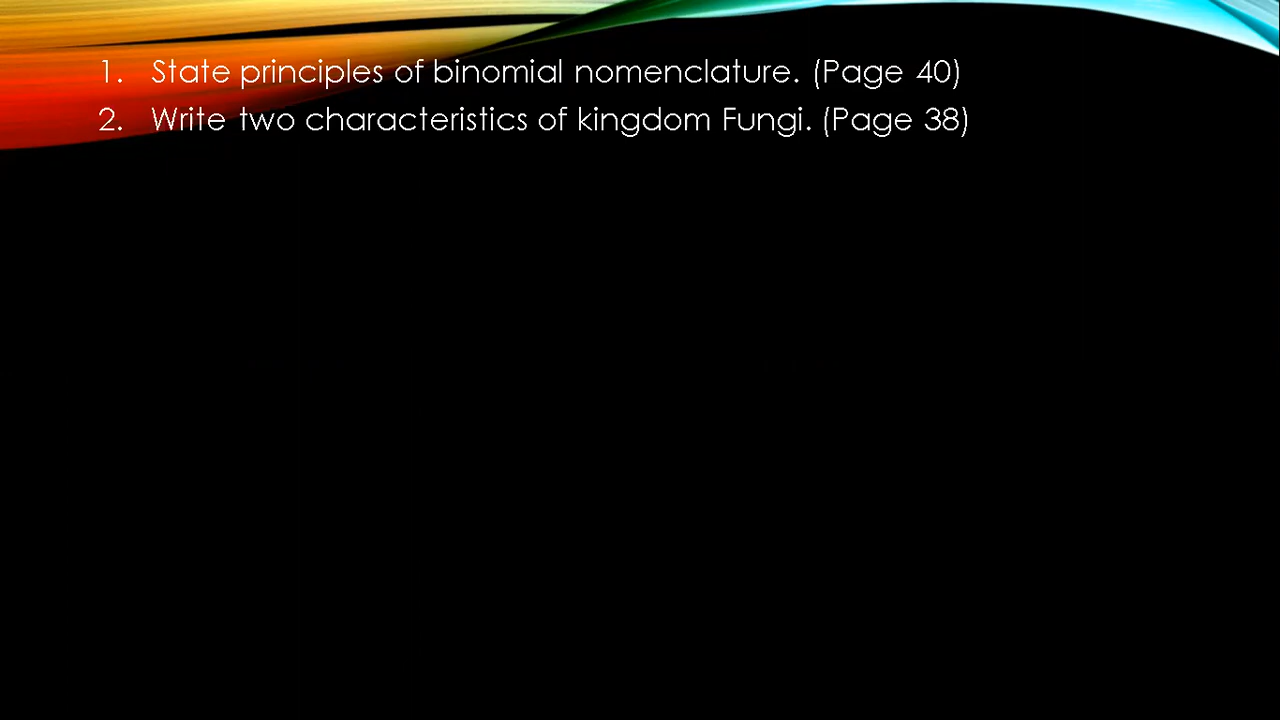 1. State principles of binomial nomenclature. (Page 40)
2. Write two characteristics of kingdom Fungi. (Page 38)